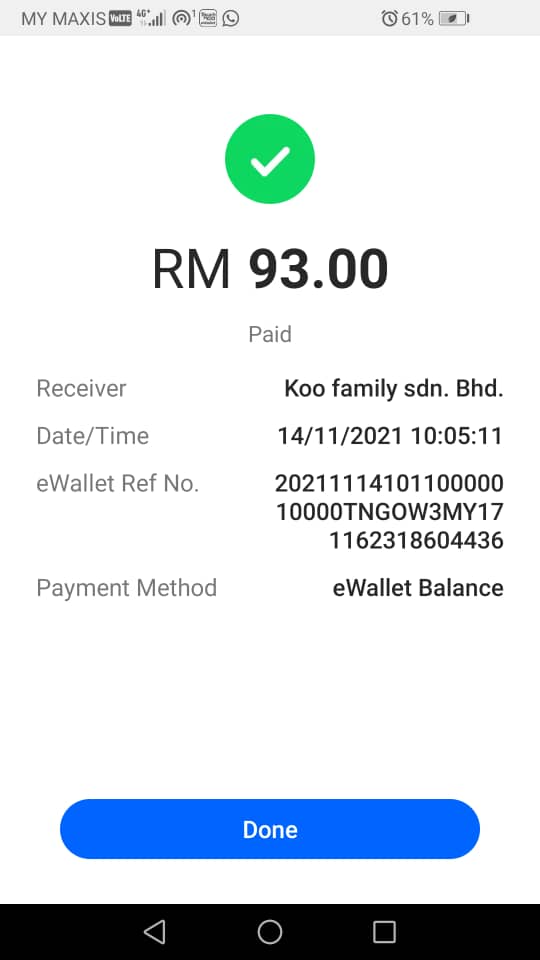 MY MAXIS VoLTE 4G+ 1 61%
RM 93.00
Paid
Receiver Koo family sdn. Bhd.
Date/Time 14/11/2021 10:05:11
eWallet Ref No. 20211114101100000
10000TNGOW3MY17
1162318604436
Payment Method eWallet Balance
Done